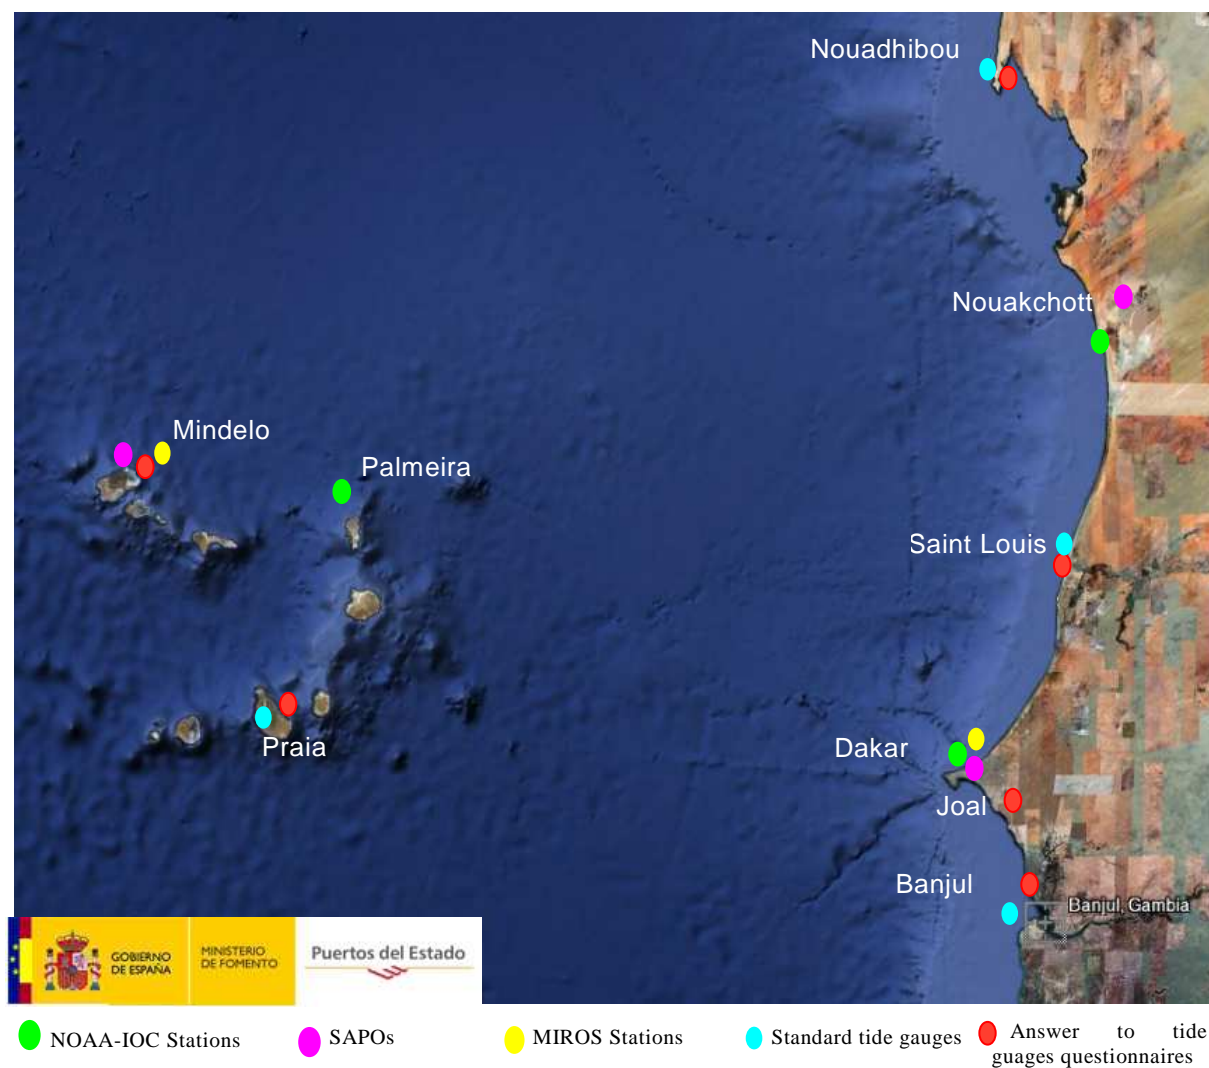 Nouadhibou
Nouakchott
Mindelo
Palmeira
Saint Louis
Praia
Dakar
Joal
Banjul
Banjul, Gambia
GOBIERNO
DE ESPAÑA
MINISTERIO
DE FOMENTO
Puertos del Estado
NOAA-IOC Stations
SAPOs
MIROS Stations
Standard tide gauges
Answer to tide
guages questionnaires